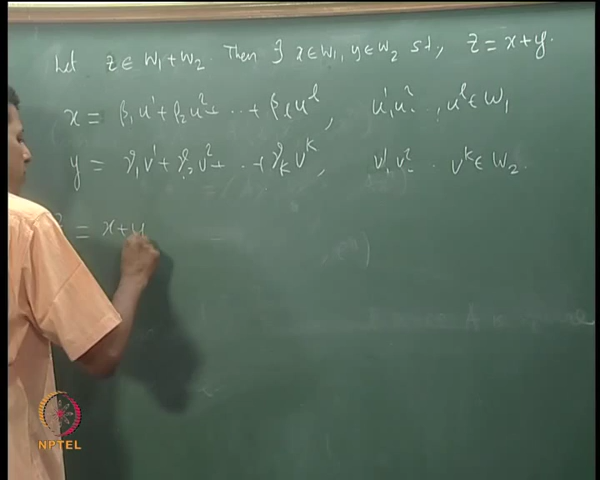 Let z ∈ W₁ + W₂. Then ∃ x ∈ W₁, y ∈ W₂ s.t., z = x + y.
x = β₁u¹ + β₂u² + ... + βₗuˡ, u¹, u², ..., uˡ ∈ W₁
y = γ₁v¹ + γ₂v² + ... + γₖvᵏ, v¹, v², ... vᵏ ∈ W₂.
z = x + y
NPTEL